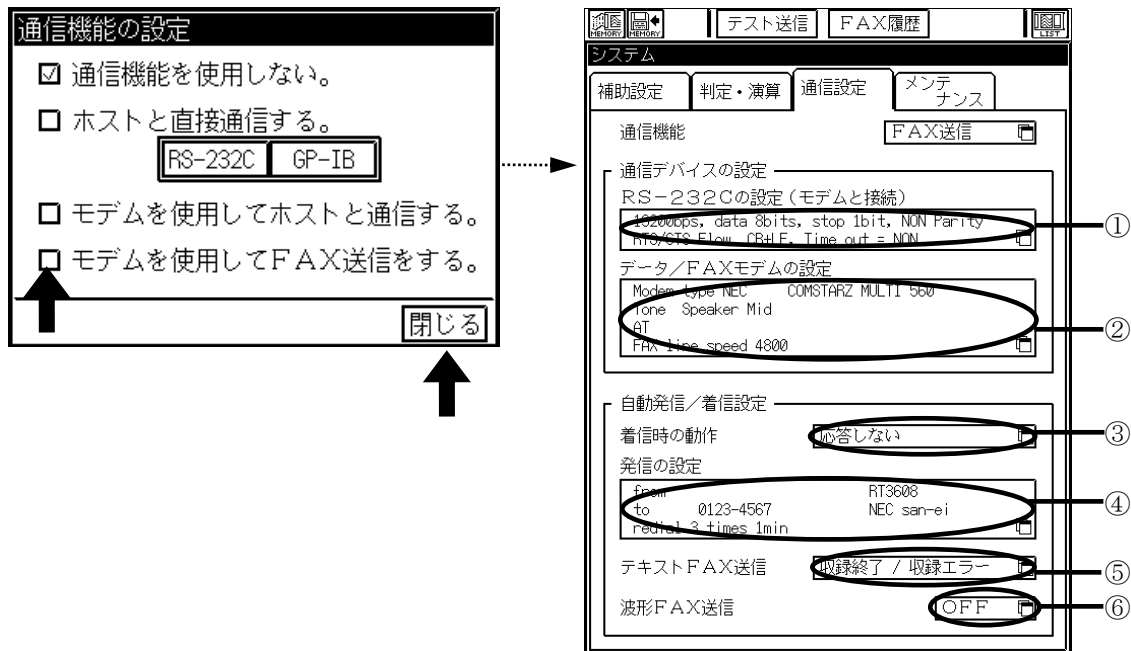 通信機能の設定
通信機能を使用しない。
ホストと直接通信する。
RS-232C GP-IB
モデムを使用してホストと通信する。
モデムを使用してＦＡＸ送信をする。
閉じる
MEMORY MEMORY テスト送信 ＦＡＸ履歴 LIST
システム
補助設定 判定・演算 通信設定 メンテ
ナンス
通信機能 ＦＡＸ送信
通信デバイスの設定
ＲＳ－２３２Ｃの設定（モデムと接続）
19200bps, data 8bits, stop 1bit, NON Parity
RTS/CTS Flow, CR+LF, Time out = NON
①
データ／ＦＡＸモデムの設定
Modem type NEC COMSTARZ MULTI 560
Tone Speaker Mid
AT
FAX line speed 4800
②
自動発信／着信設定
着信時の動作 応答しない ③
発信の設定
from RT3608
to 0123-4567 NEC san-ei
redial 3 times 1min
④
テキストＦＡＸ送信 収録終了 / 収録エラー ⑤
波形ＦＡＸ送信 ＯＦＦ ⑥